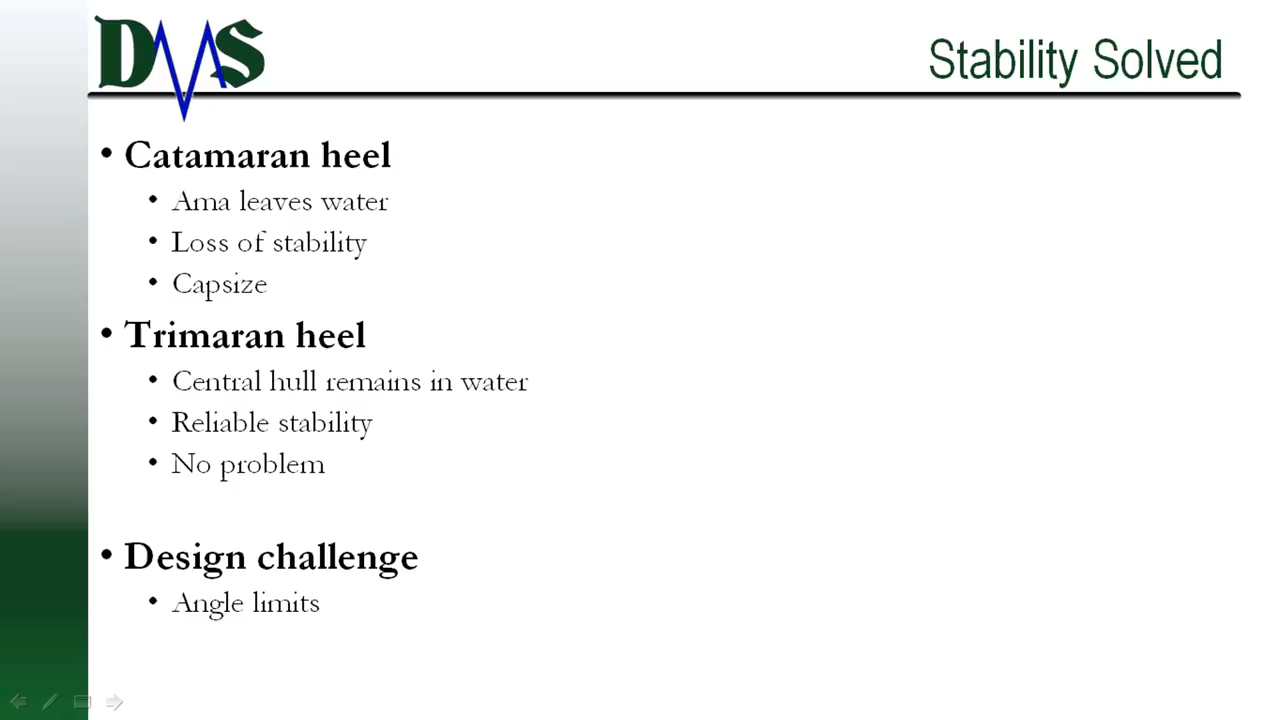 DMS
Stability Solved
• Catamaran heel
• Ama leaves water
• Loss of stability
• Capsize
• Trimaran heel
• Central hull remains in water
• Reliable stability
• No problem
• Design challenge
• Angle limits